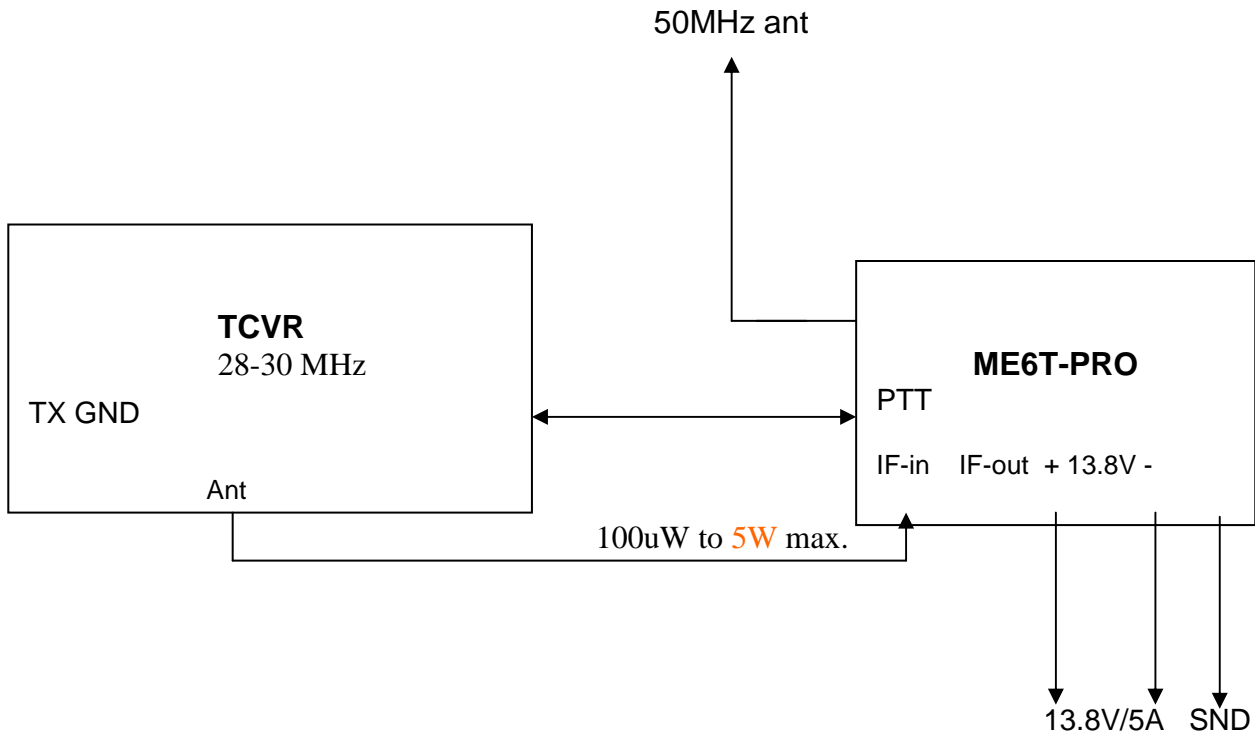 50MHz ant
TCVR
28-30 MHz
TX GND
Ant
ME6T-PRO
PTT
IF-in IF-out + 13.8V -
100uW to 5W max.
13.8V/5A SND